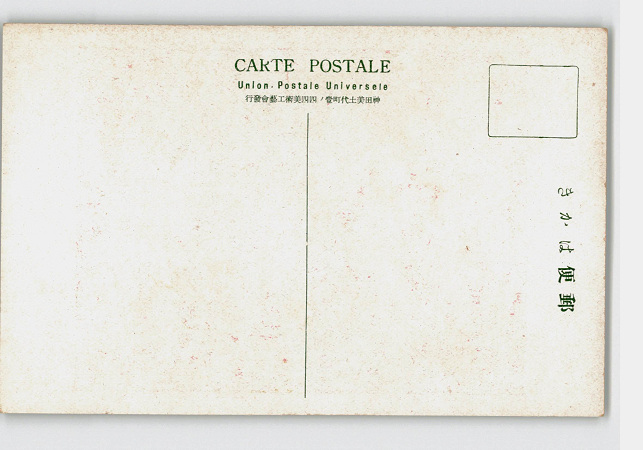 CARTE POSTALE
Union. Postale Universele
神田美土代町壹ノ四四美術工藝會發行
郵便はかき